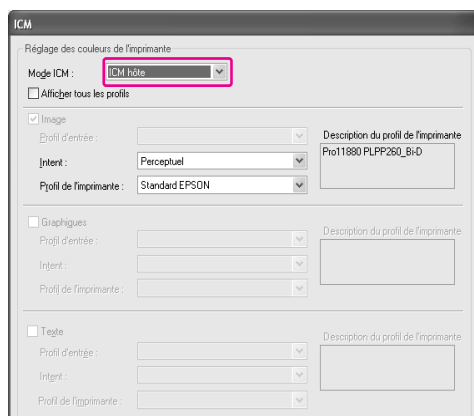 ICM
Réglage des couleurs de l'imprimante
Mode ICM : ICM hôte
Afficher tous les profils
Image
Profil d'entrée :
Description du profil de l'imprimante
Intent : Perceptuel
Pro11880 PLPP260_Bi-D
Profil de l'imprimante : Standard EPSON
Graphigues
Profil d'entrée :
Description du profil de l'imprimante
Intent :
Profil de l'imprimante :
Texte
Profil d'entrée :
Description du profil de l'imprimante
Intent :
Profil de l'imprimante :